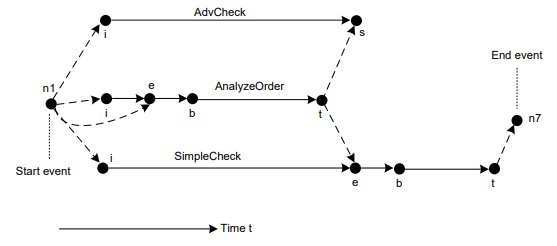 AdvCheck
i
s
End event
n1
e
AnalyzeOrder
i
b
t
n7
i
SimpleCheck
Start event
e
b
t
Time t